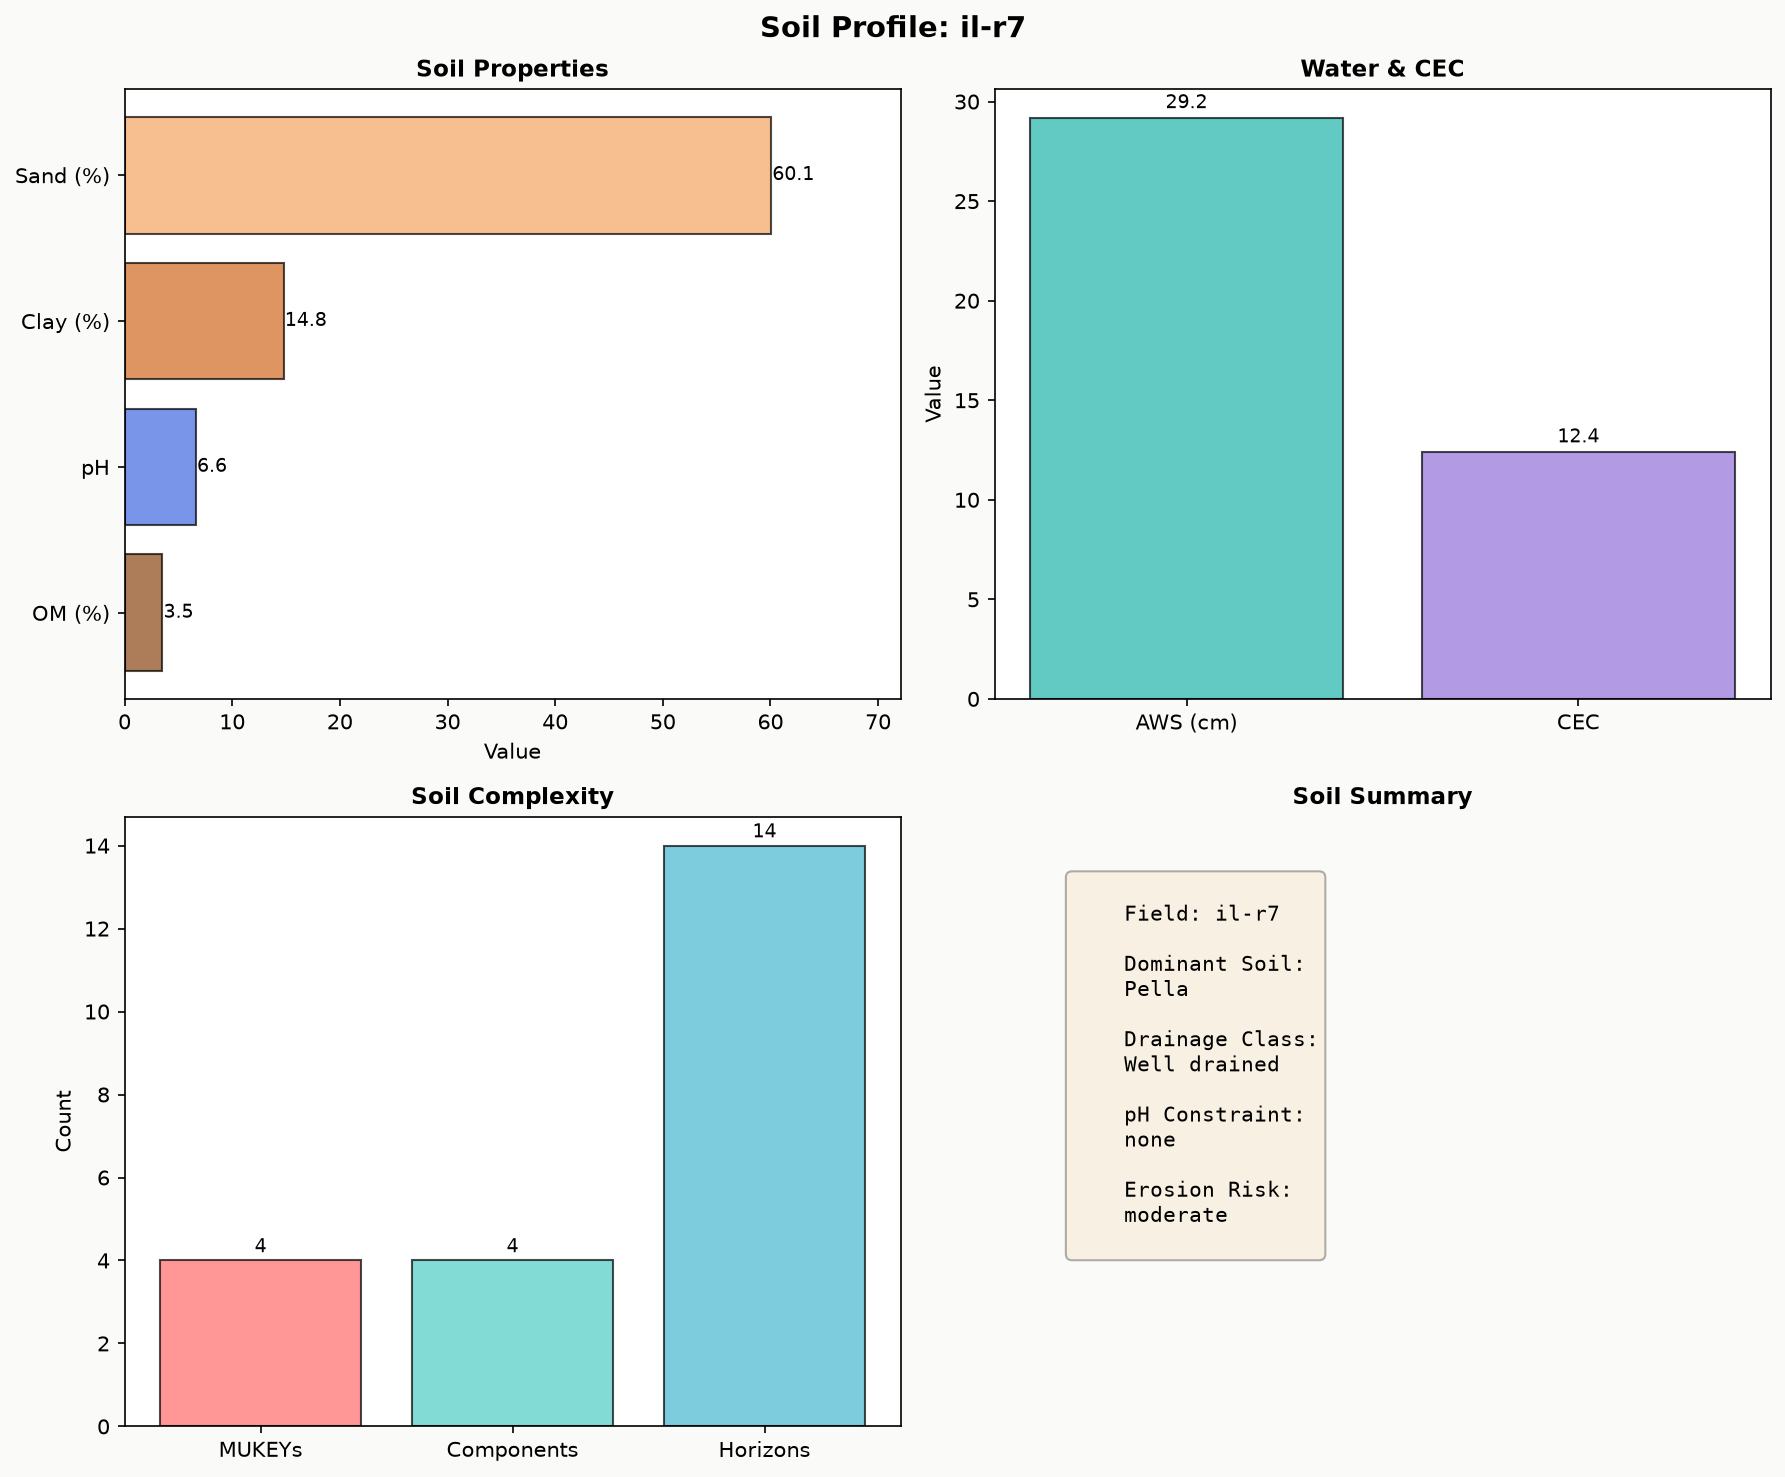 Soil Profile: il-r7
Soil Properties
Sand (%)
60.1
Clay (%)
14.8
pH
6.6
OM (%)
3.5
0 10 20 30 40 50 60 70
Value
Water & CEC
30
25
20
15
10
5
0
Value
29.2
12.4
AWS (cm) CEC
Soil Complexity
14
12
10
8
6
4
2
0
Count
4
4
14
MUKEYs Components Horizons
Soil Summary
Field: il-r7
Dominant Soil:
Pella
Drainage Class:
Well drained
pH Constraint:
none
Erosion Risk:
moderate